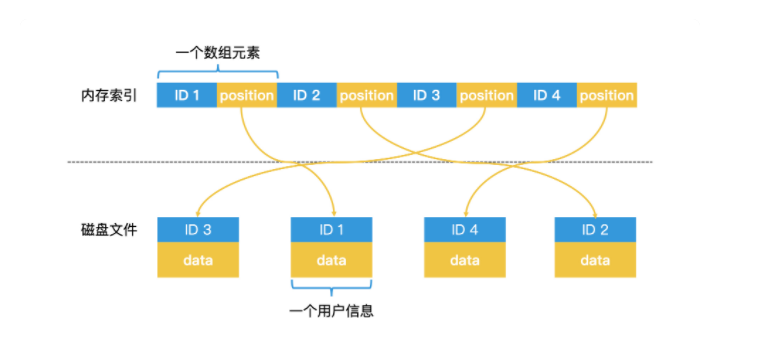 一个数组元素
内存索引 ID 1 position ID 2 position ID 3 position ID 4 position
磁盘文件 ID 3 ID 1 ID 4 ID 2
data data data data
一个用户信息